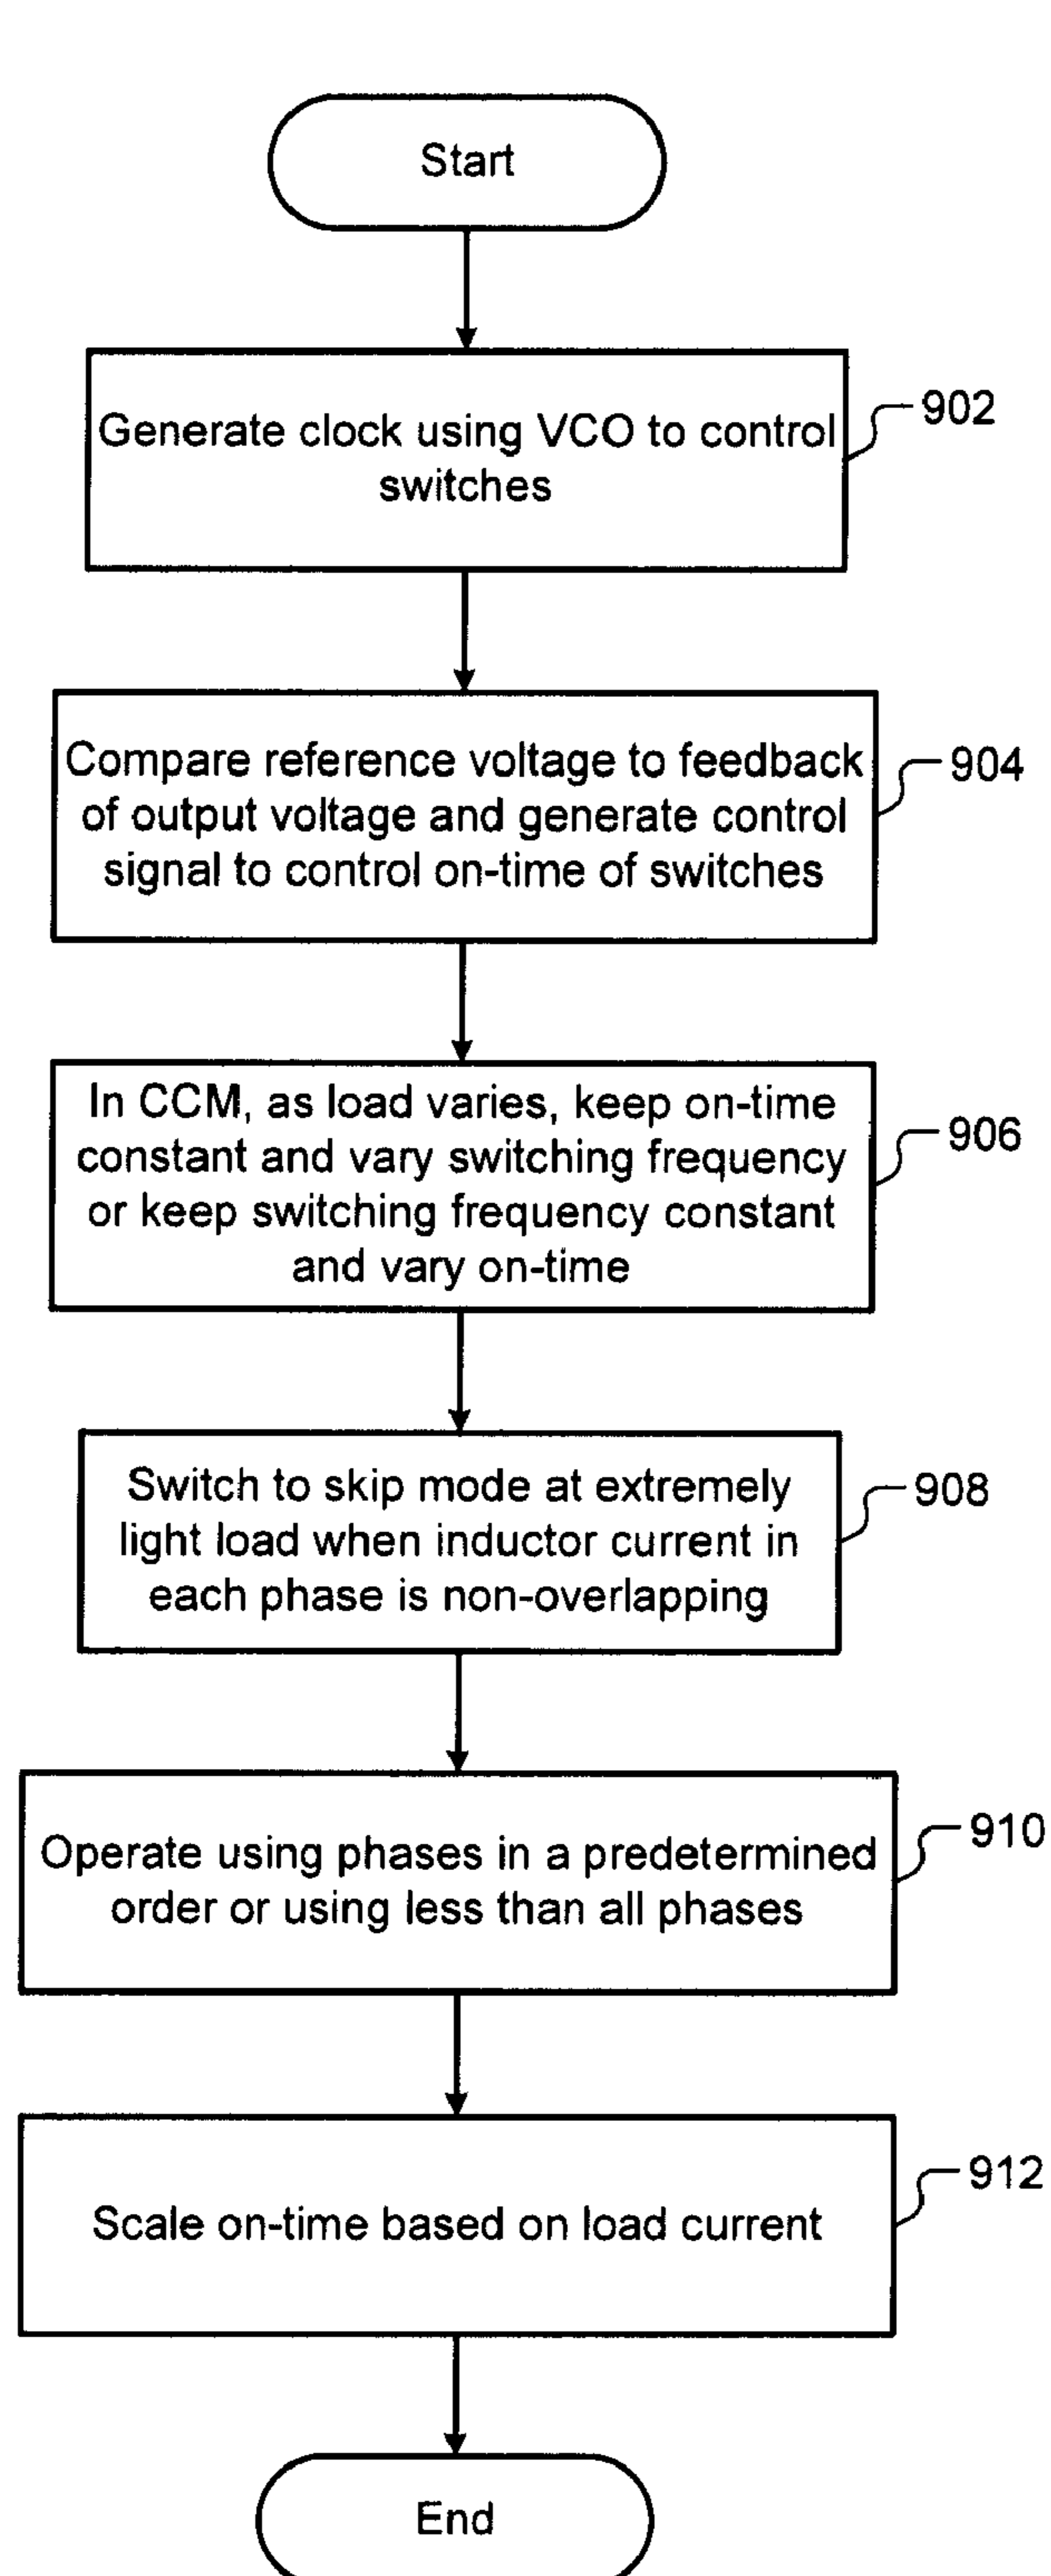 Start
Generate clock using VCO to control
switches
902
Compare reference voltage to feedback
of output voltage and generate control
signal to control on-time of switches
904
In CCM, as load varies, keep on-time
constant and vary switching frequency
or keep switching frequency constant
and vary on-time
906
Switch to skip mode at extremely
light load when inductor current in
each phase is non-overlapping
908
Operate using phases in a predetermined
order or using less than all phases
910
Scale on-time based on load current
912
End